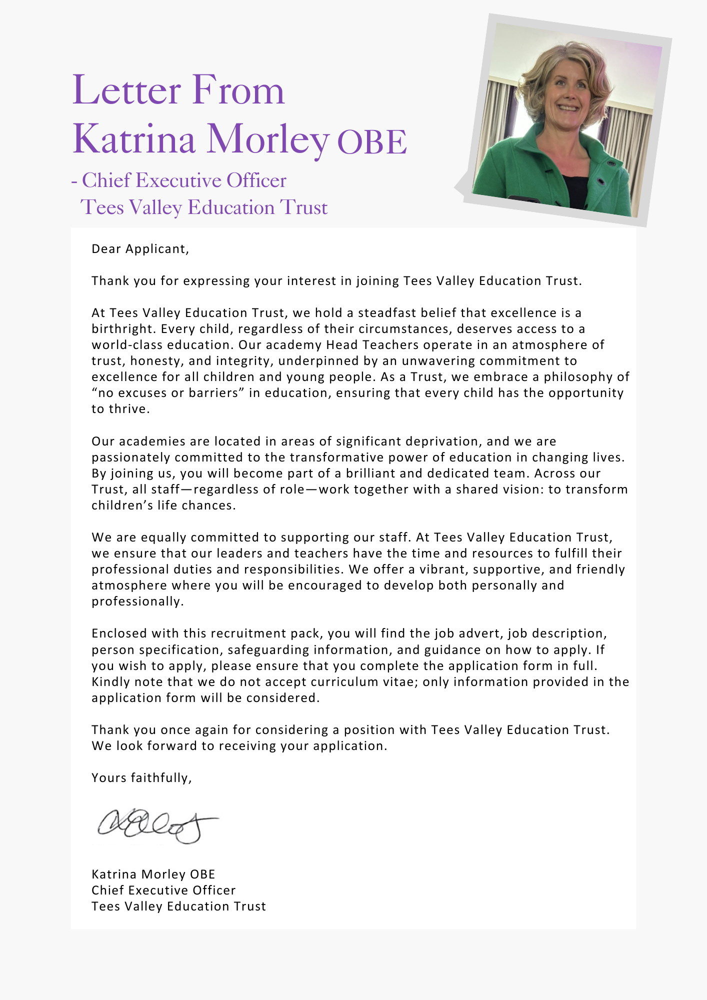 Letter From
Katrina Morley OBE
- Chief Executive Officer
Tees Valley Education Trust
Dear Applicant,
Thank you for expressing your interest in joining Tees Valley Education Trust.
At Tees Valley Education Trust, we hold a steadfast belief that excellence is a
birthright. Every child, regardless of their circumstances, deserves access to a
world-class education. Our academy Head Teachers operate in an atmosphere of
trust, honesty, and integrity, underpinned by an unwavering commitment to
excellence for all children and young people. As a Trust, we embrace a philosophy of
“no excuses or barriers” in education, ensuring that every child has the opportunity
to thrive.
Our academies are located in areas of significant deprivation, and we are
passionately committed to the transformative power of education in changing lives.
By joining us, you will become part of a brilliant and dedicated team. Across our
Trust, all staff—regardless of role—work together with a shared vision: to transform
children’s life chances.
We are equally committed to supporting our staff. At Tees Valley Education Trust,
we ensure that our leaders and teachers have the time and resources to fulfill their
professional duties and responsibilities. We offer a vibrant, supportive, and friendly
atmosphere where you will be encouraged to develop both personally and
professionally.
Enclosed with this recruitment pack, you will find the job advert, job description,
person specification, safeguarding information, and guidance on how to apply. If
you wish to apply, please ensure that you complete the application form in full.
Kindly note that we do not accept curriculum vitae; only information provided in the
application form will be considered.
Thank you once again for considering a position with Tees Valley Education Trust.
We look forward to receiving your application.
Yours faithfully,
Katrina Morley OBE
Chief Executive Officer
Tees Valley Education Trust